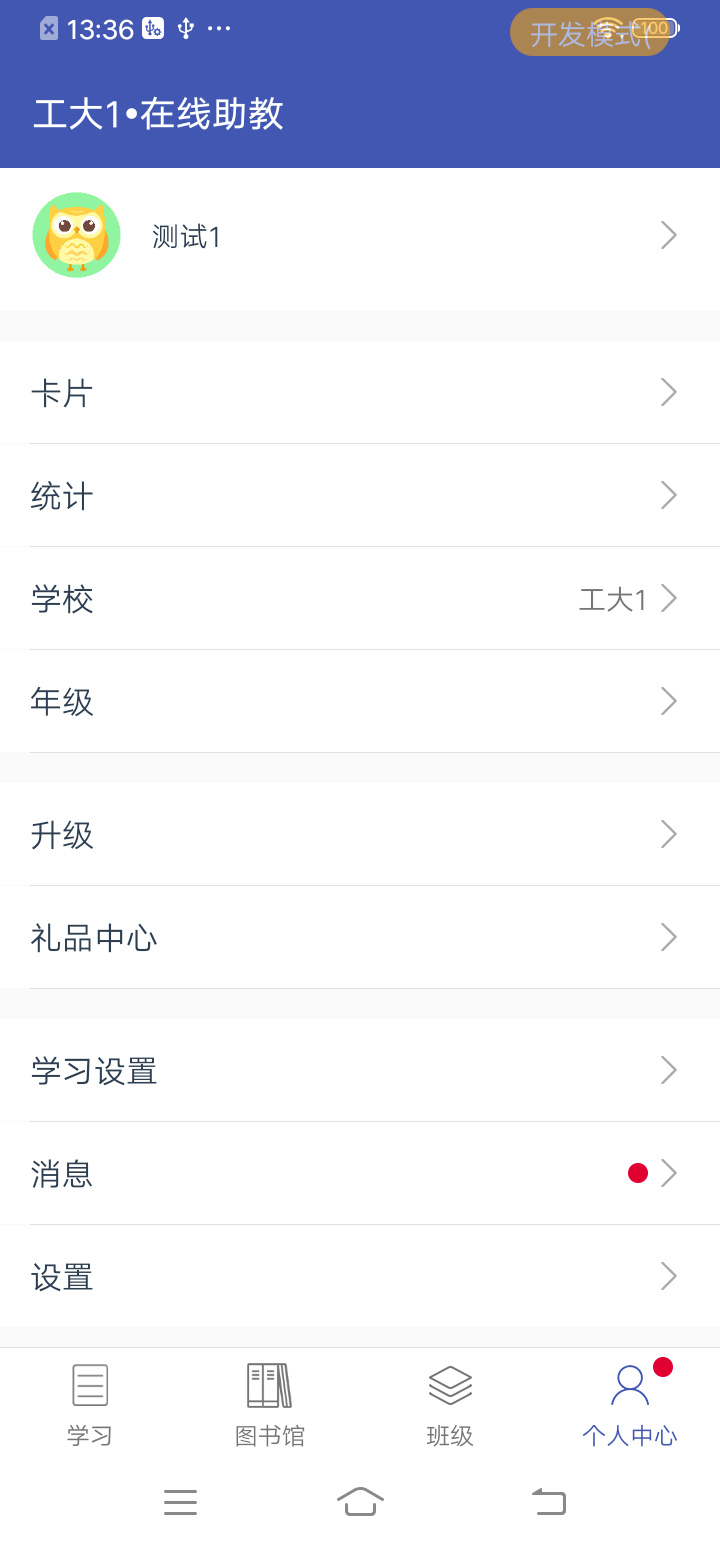 13:36
开发模式(
100
工大1•在线助教
测试1
卡片
统计
学校
工大1
年级
升级
礼品中心
学习设置
消息
设置
学习
图书馆
班级
个人中心